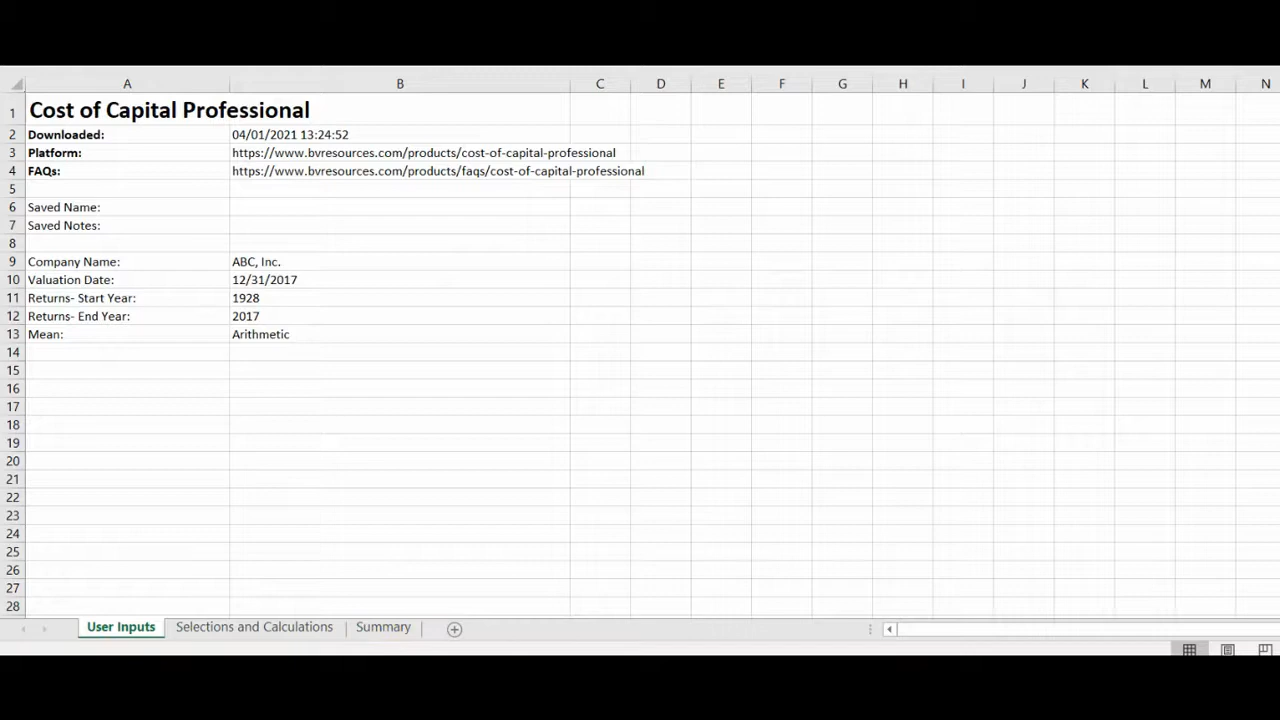 A B C D E F G H I J K L M N
1 Cost of Capital Professional
2 Downloaded: 04/01/2021 13:24:52
3 Platform: https://www.bvresources.com/products/cost-of-capital-professional
4 FAQs: https://www.bvresources.com/products/faqs/cost-of-capital-professional
5
6 Saved Name:
7 Saved Notes:
8
9 Company Name: ABC, Inc.
10 Valuation Date: 12/31/2017
11 Returns- Start Year: 1928
12 Returns- End Year: 2017
13 Mean: Arithmetic
14
15
16
17
18
19
20
21
22
23
24
25
26
27
28
User Inputs Selections and Calculations Summary